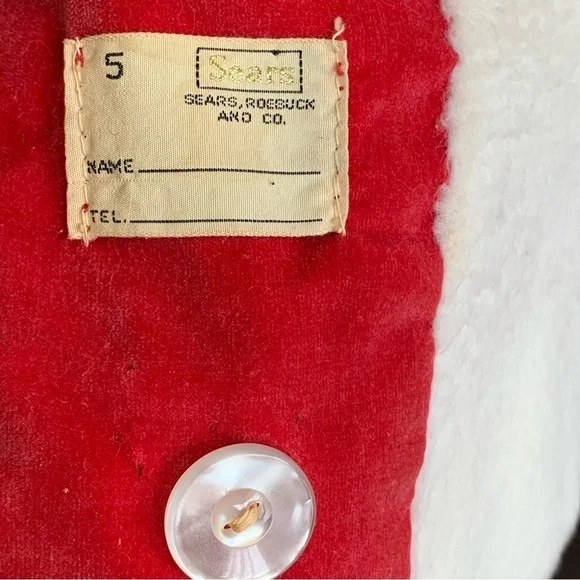 5
Sears
SEARS, ROEBUCK
AND CO.
NAME
TEL.